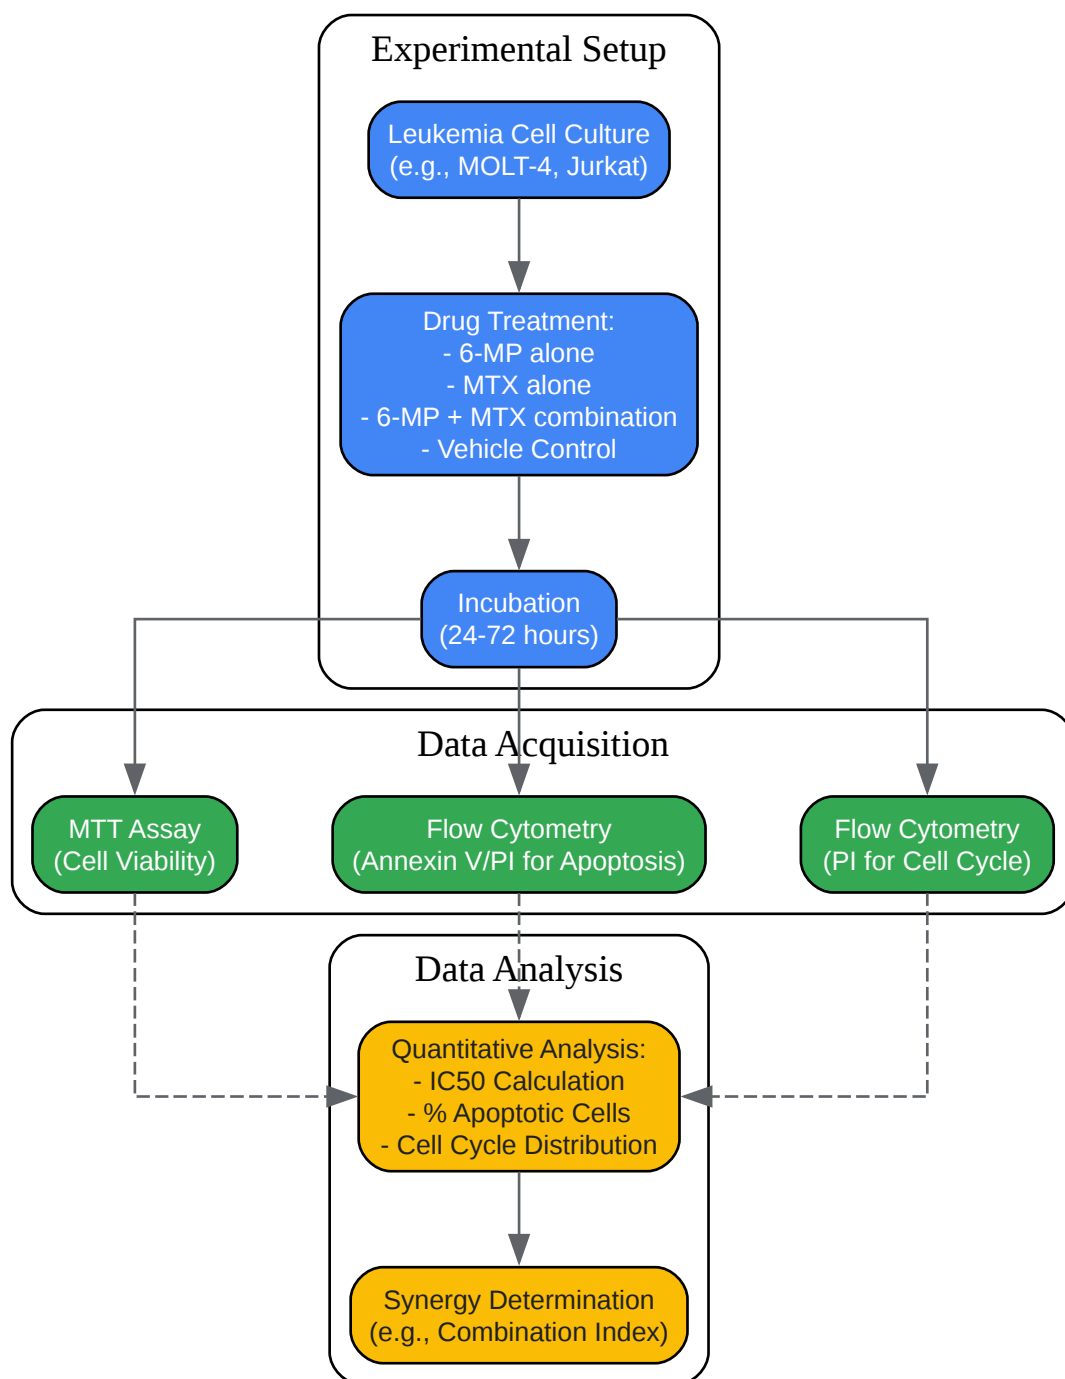 Experimental Setup
Leukemia Cell Culture
(e.g., MOLT-4, Jurkat)
Drug Treatment:
- 6-MP alone
- MTX alone
- 6-MP + MTX combination
- Vehicle Control
Incubation
(24-72 hours)
Data Acquisition
MTT Assay
(Cell Viability)
Flow Cytometry
(Annexin V/PI for Apoptosis)
Flow Cytometry
(PI for Cell Cycle)
Data Analysis
Quantitative Analysis:
- IC50 Calculation
- % Apoptotic Cells
- Cell Cycle Distribution
Synergy Determination
(e.g., Combination Index)